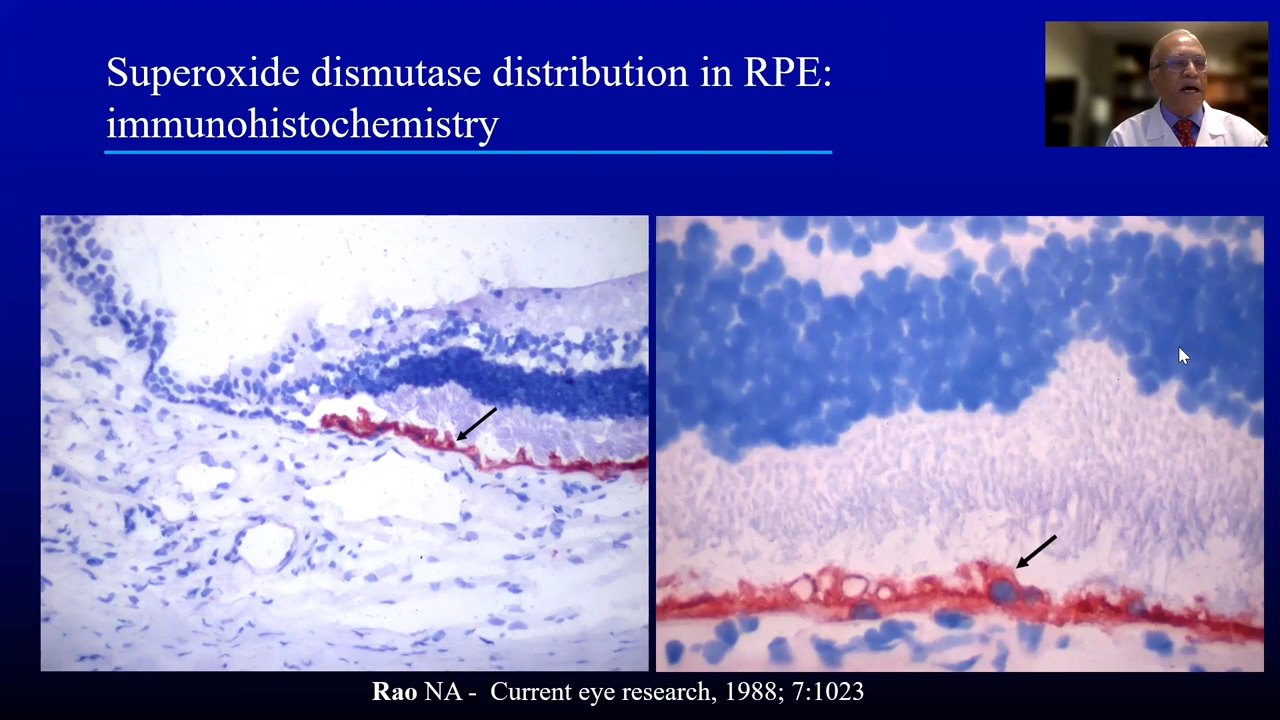 Superoxide dismutase distribution in RPE:
immunohistochemistry
Rao NA - Current eye research, 1988; 7:1023